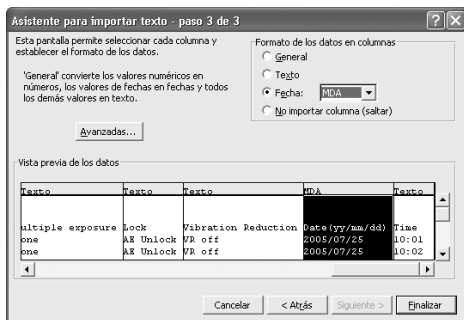 Asistente para importar texto - paso 3 de 3
Esta pantalla permite seleccionar cada columna y
establecer el formato de los datos.
'General' convierte los valores numéricos en
números, los valores de fechas en fechas y todos
los demás valores en texto.
Avanzadas...
Formato de los datos en columnas
General
Texto
Fecha: MDA
No importar columna (saltar)
Vista previa de los datos
Texto Texto Texto MDA Texto
ultiple exposure Lock Vibration Reduction Date(yy/mm/dd) Time
one AE Unlock VR off 2005/07/25 10:01
one AE Unlock VR off 2005/07/25 10:02
Cancelar < Atrás Siguiente > Finalizar